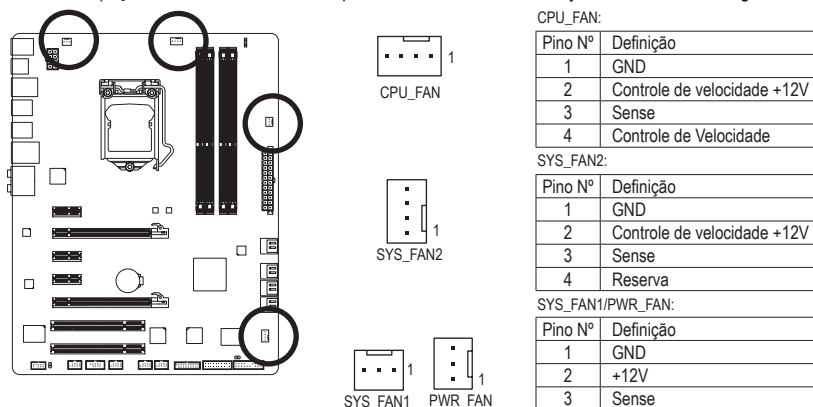 CPU_FAN:
Pino Nº Definição
1 GND
2 Controle de velocidade +12V
3 Sense
4 Controle de Velocidade
SYS_FAN2:
Pino Nº Definição
1 GND
2 Controle de velocidade +12V
3 Sense
4 Reserva
SYS_FAN1/PWR_FAN:
Pino Nº Definição
1 GND
2 +12V
3 Sense
1
CPU_FAN
1
SYS_FAN2
1
SYS_FAN1
1
PWR_FAN